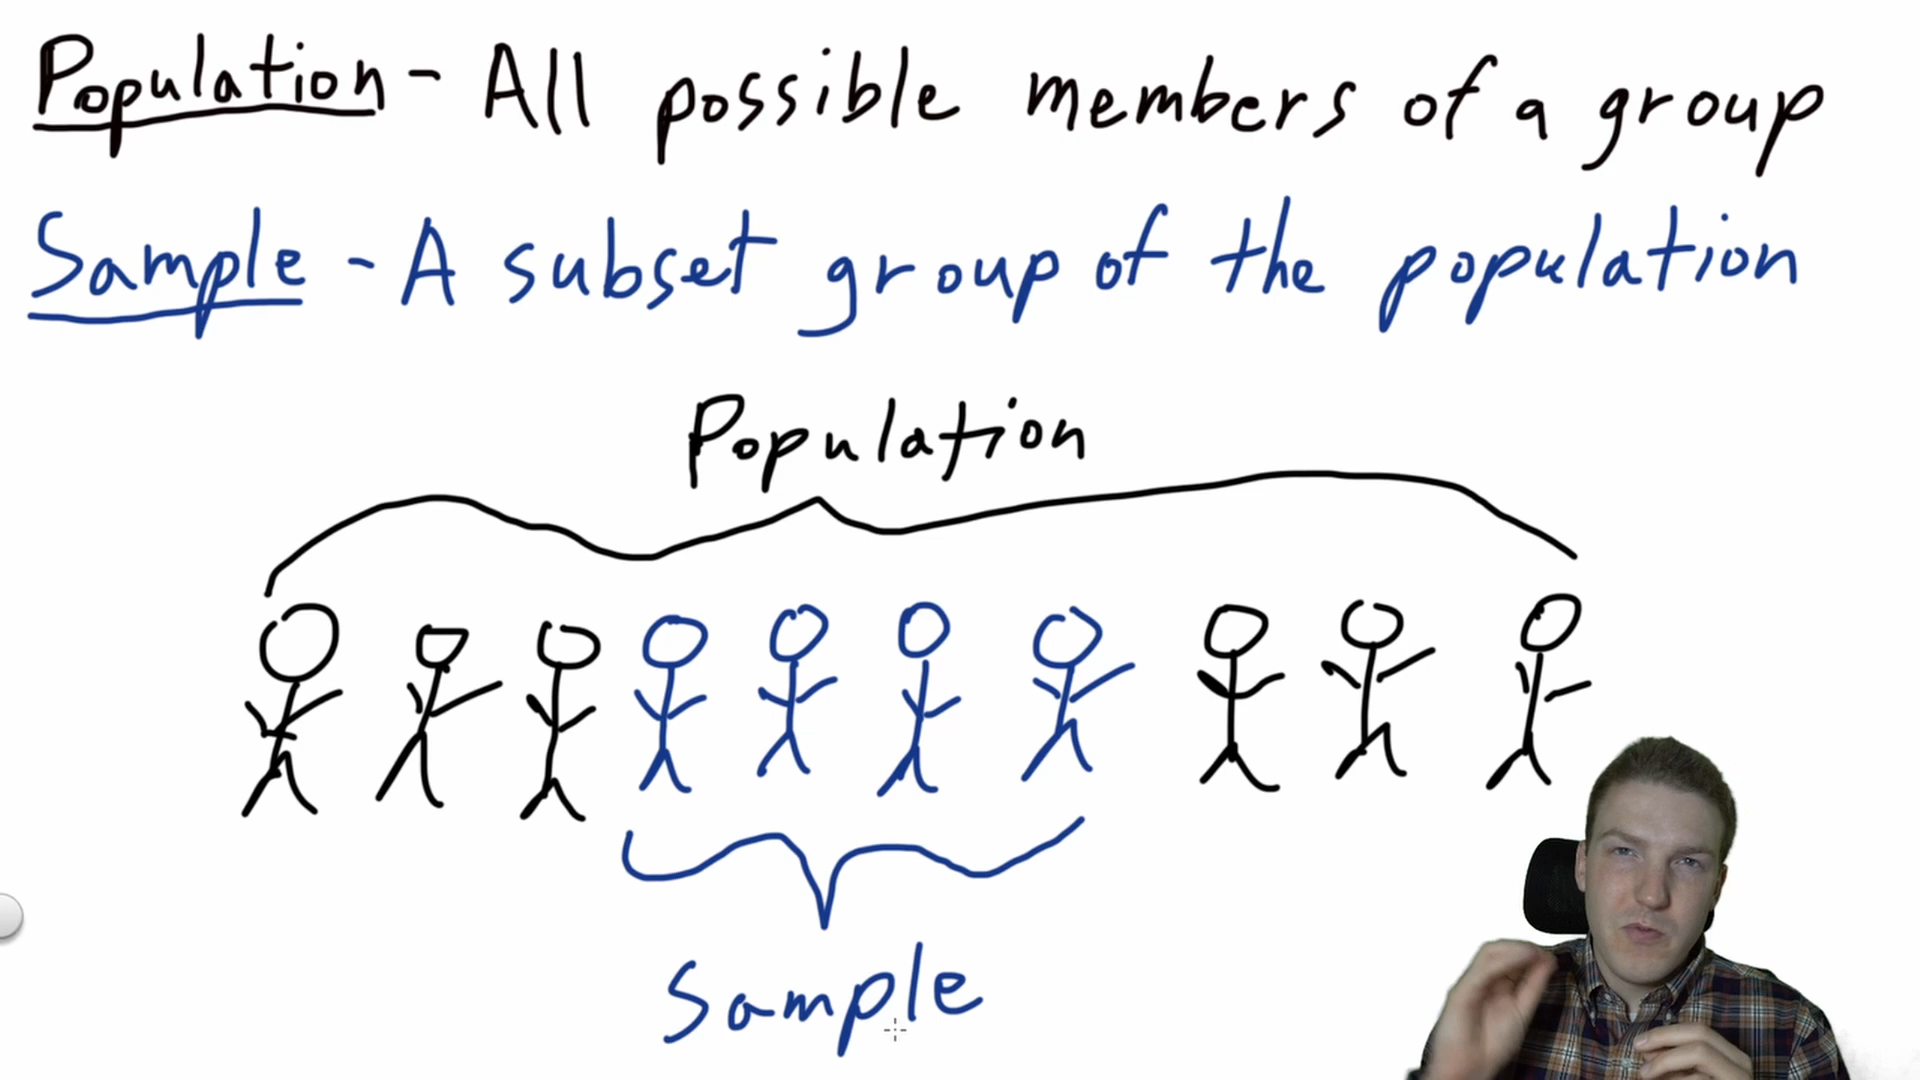 Population - All possible members of a group
Sample - A subset group of the population
Population
Sample